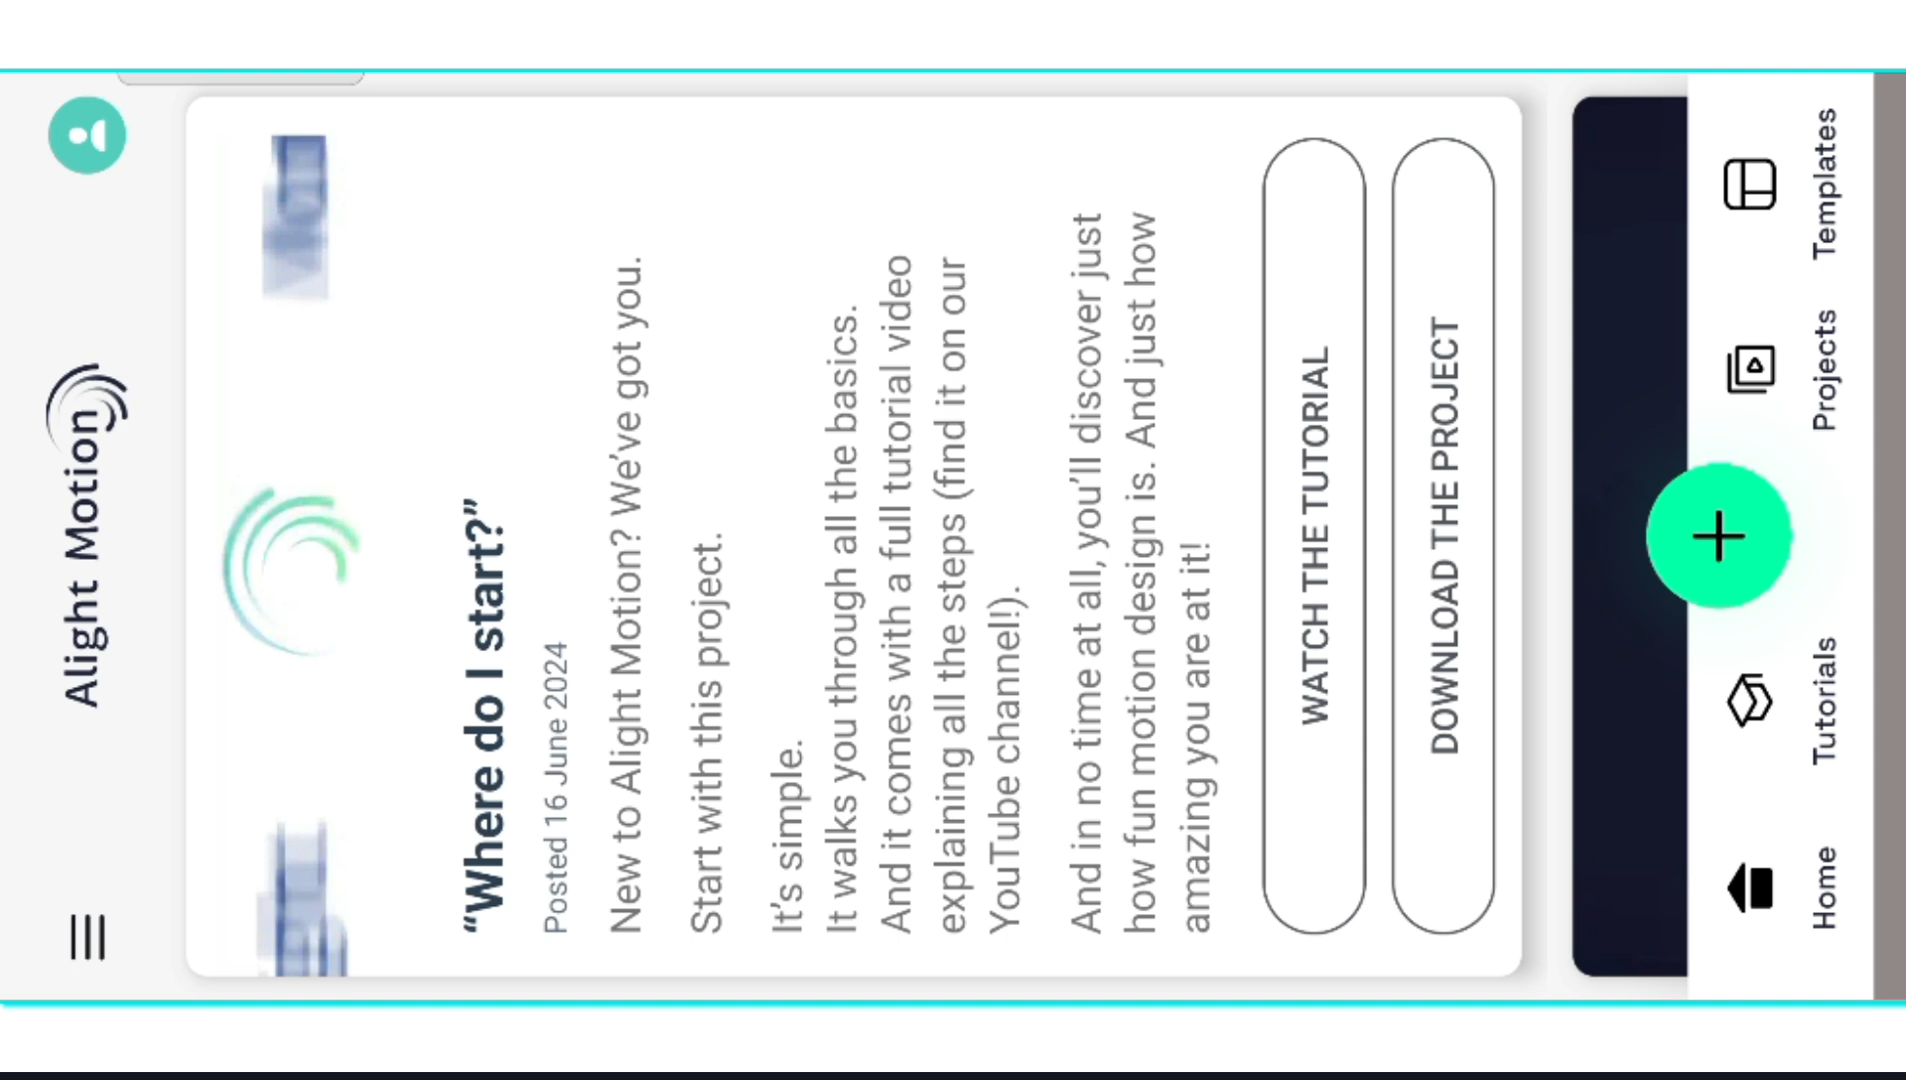 Alight Motion
“Where do I start?”
Posted 16 June 2024
New to Alight Motion? We’ve got you.
Start with this project.
It’s simple.
It walks you through all the basics.
And it comes with a full tutorial video
explaining all the steps (find it on our
YouTube channel!).
And in no time at all, you’ll discover just
how fun motion design is. And just how
amazing you are at it!
WATCH THE TUTORIAL
DOWNLOAD THE PROJECT
Home
Tutorials
Projects
Templates